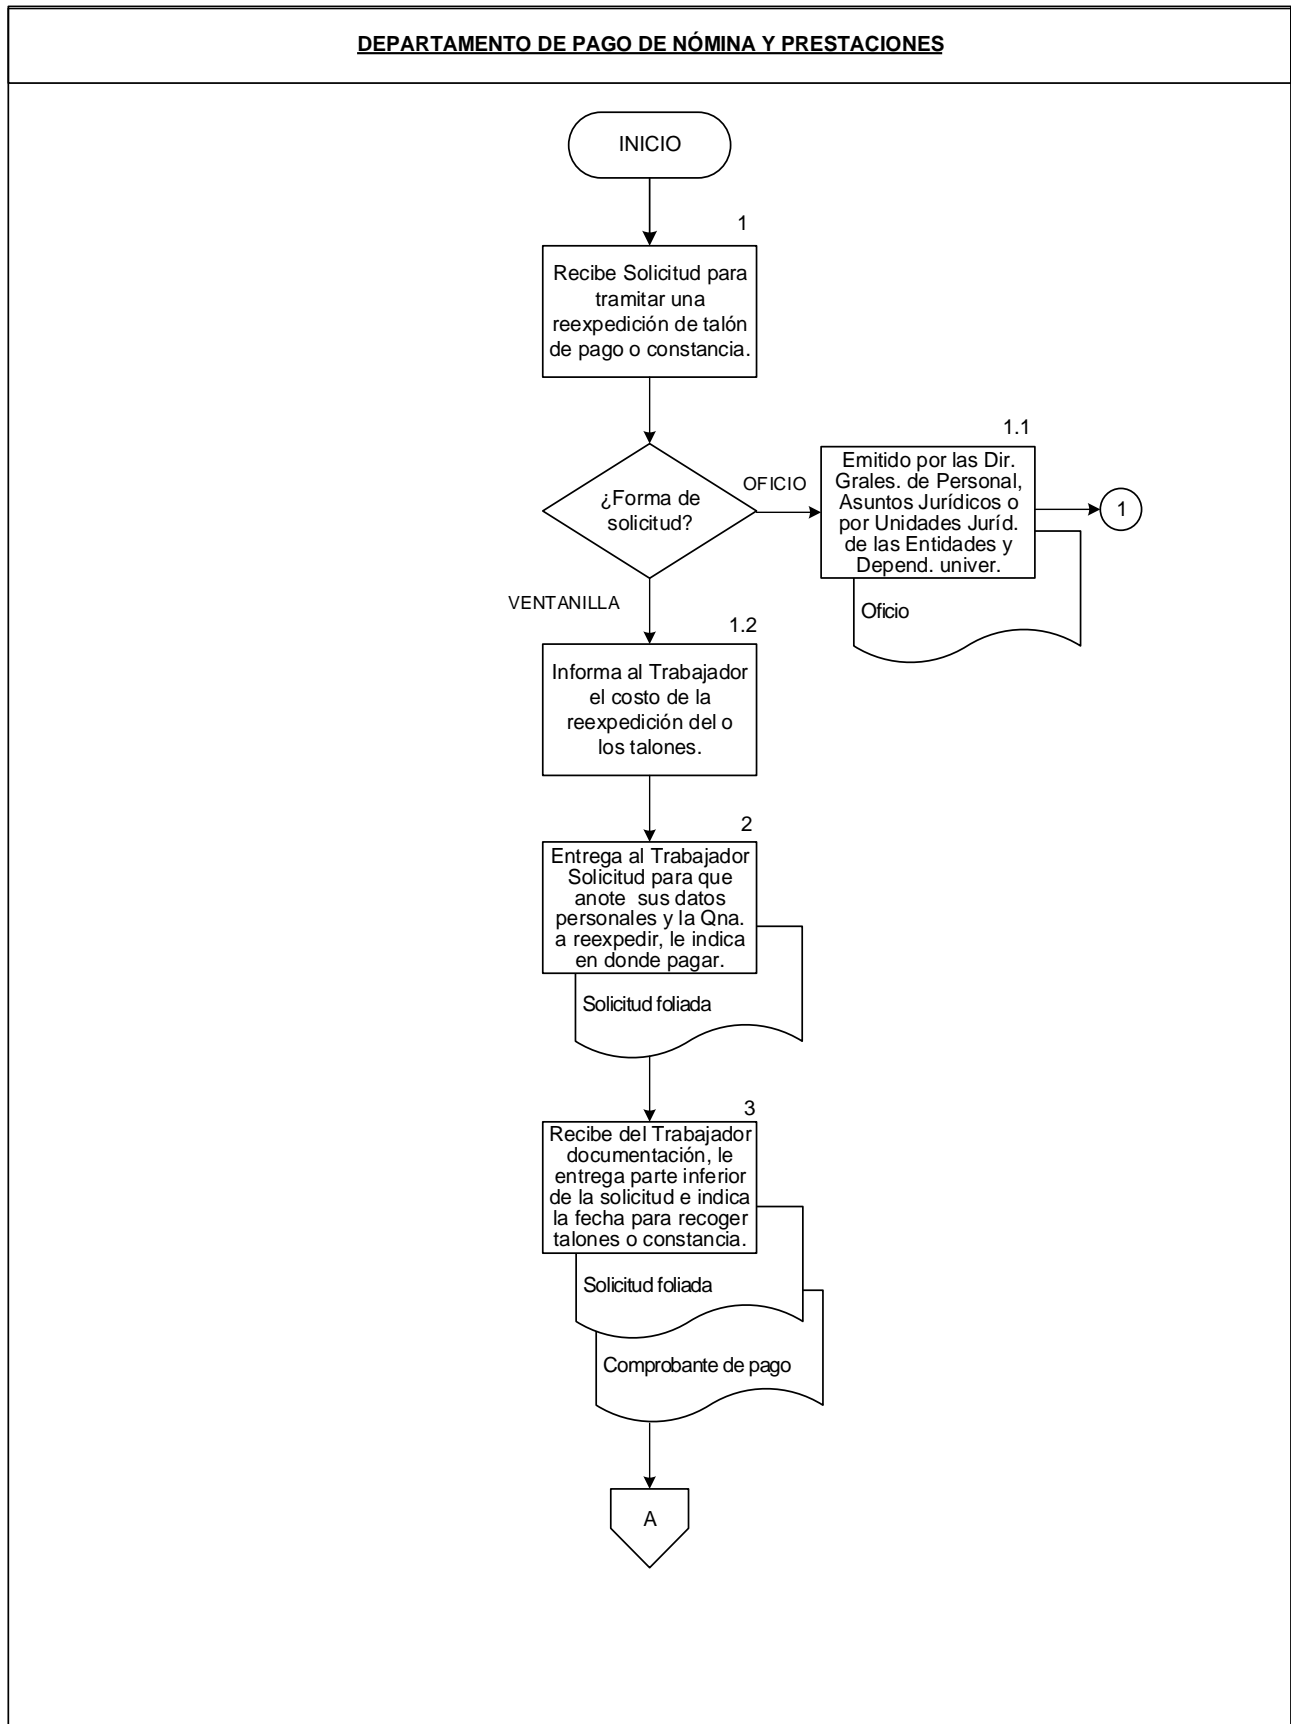 DEPARTAMENTO DE PAGO DE NÓMINA Y PRESTACIONES
INICIO
1
Recibe Solicitud para
tramitar una
reexpedición de talón
de pago o constancia.
¿Forma de
solicitud?
OFICIO
1.1
Emitido por las Dir.
Grales. de Personal,
Asuntos Jurídicos o
por Unidades Juríd.
de las Entidades y
Depend. univer.
1
Oficio
VENTANILLA
1.2
Informa al Trabajador
el costo de la
reexpedición del o
los talones.
2
Entrega al Trabajador
Solicitud para que
anote sus datos
personales y la Qna.
a reexpedir, le indica
en donde pagar.
Solicitud foliada
3
Recibe del Trabajador
documentación, le
entrega parte inferior
de la solicitud e indica
la fecha para recoger
talones o constancia.
Solicitud foliada
Comprobante de pago
A